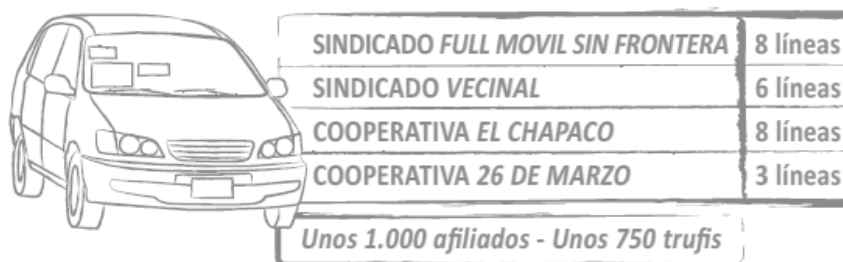 SINDICADO FULL MOVIL SIN FRONTERA 8 líneas
SINDICADO VECINAL 6 líneas
COOPERATIVA EL CHAPACO 8 líneas
COOPERATIVA 26 DE MARZO 3 líneas
Unos 1.000 afiliados - Unos 750 trufis